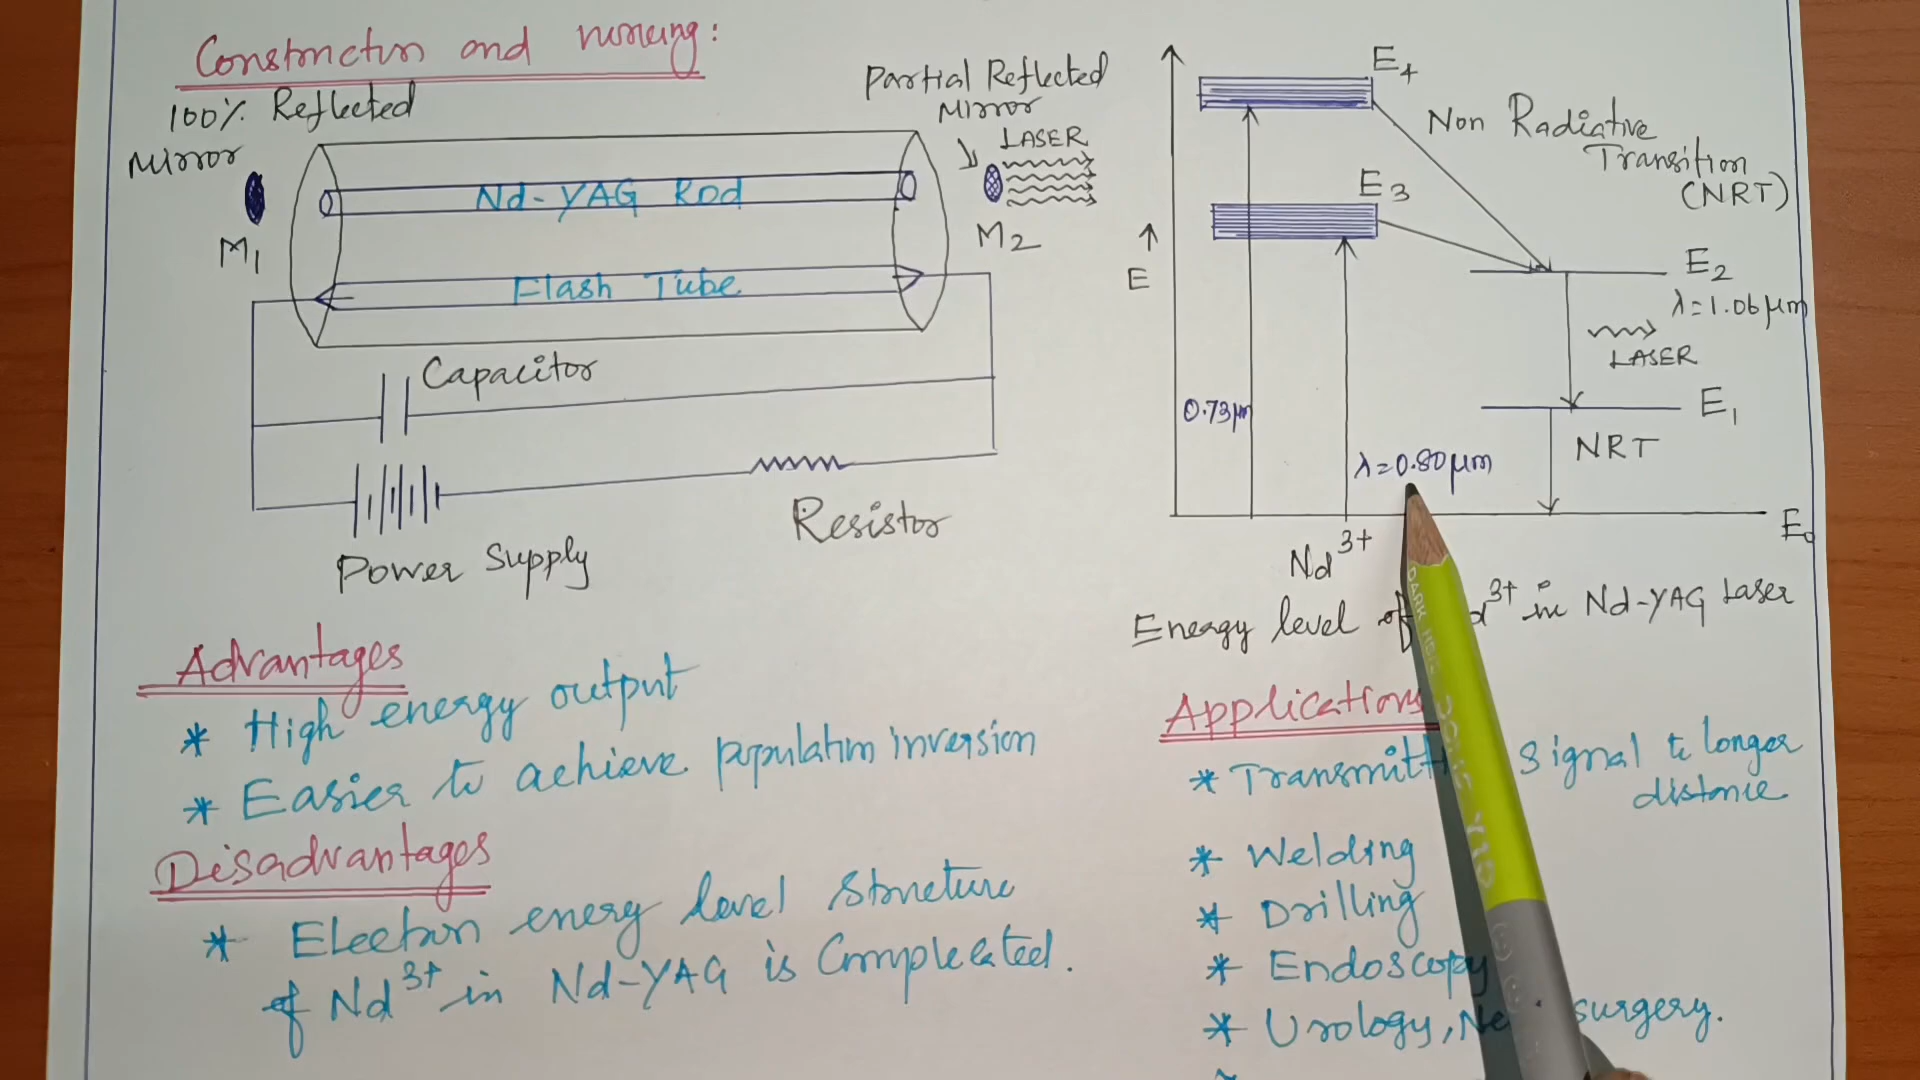 Construction and working:
100% Reflected
Mirror
M1
Partial Reflected
Mirror
LASER
M2
Nd-YAG Rod
Flash Tube
Capacitor
Power Supply
Resistor
E4
Non Radiative
Transition
(NRT)
E3
E
E2
λ=1.06μm
LASER
E1
NRT
0.73μm
λ=0.80μm
E0
Nd3+
Energy level of 3+ in Nd-YAG Laser
Advantages
* High energy output
* Easier to achieve population inversion
Disadvantages
* Electron energy level structure
of Nd3+ in Nd-YAG is
Applications
* signal to longer
distance
* Welding
* Drilling
* Endoscopy
* Urology, surgery.